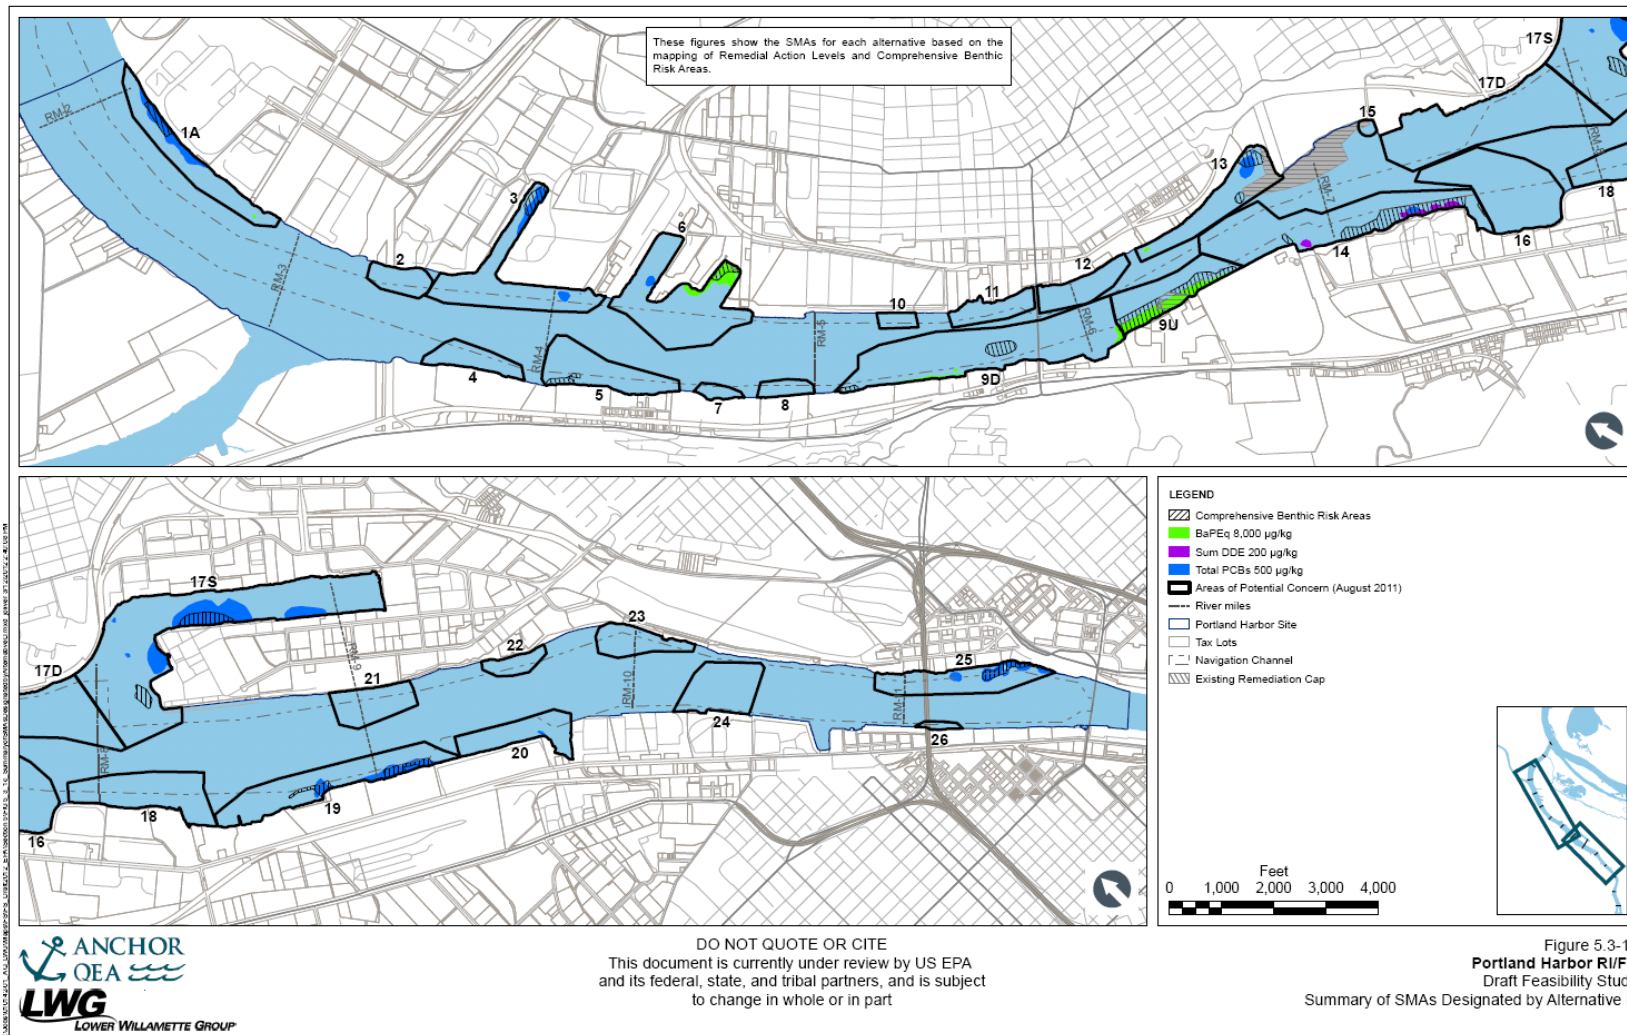 These figures show the SMAs for each alternative based on the
mapping of Remedial Action Levels and Comprehensive Benthic
Risk Areas.
17S
17D
15
13
18
16
14
RM-2
1A
3
6
2
RM-3
12
11
10
RM-7
RM-6
RM-5
RM-4
9U
9D
4
5
7
8
17S
23
22
25
17D
RM-9
21
RM-10
RM-11
24
26
20
RM-8
18
19
16
LEGEND
Comprehensive Benthic Risk Areas
BaPEq 8,000 µg/kg
Sum DDE 200 µg/kg
Total PCBs 500 µg/kg
Areas of Potential Concern (August 2011)
River miles
Portland Harbor Site
Tax Lots
Navigation Channel
Existing Remediation Cap
Feet
0 1,000 2,000 3,000 4,000
ANCHOR
QEA
LWG
LOWER WILLAMETTE GROUP
DO NOT QUOTE OR CITE
This document is currently under review by US EPA
and its federal, state, and tribal partners, and is subject
to change in whole or in part
Figure 5.3-1
Portland Harbor RI/F
Draft Feasibility Stud
Summary of SMAs Designated by Alternative